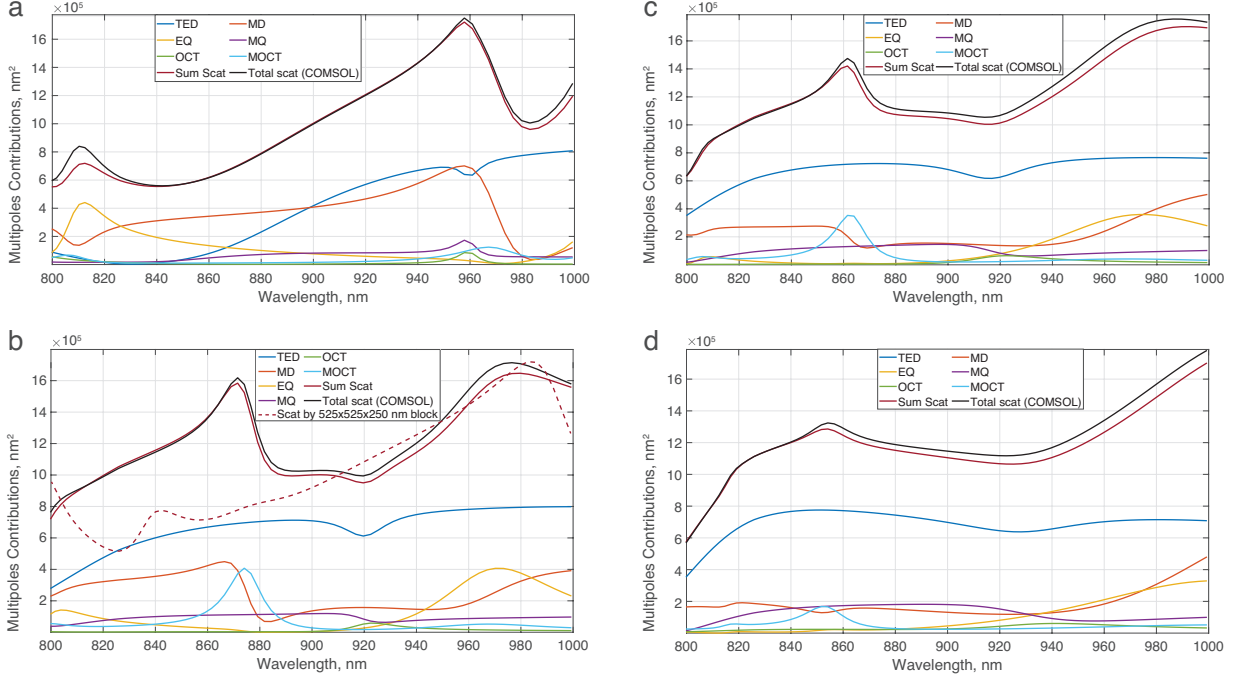 a
×10⁵
TED MD
EQ MQ
OCT MOCT
Sum Scat Total scat (COMSOL)
16
14
12
10
8
6
4
2
800 820 840 860 880 900 920 940 960 980 1000
Wavelength, nm
Multipoles Contributions, nm²
c
×10⁵
TED MD
EQ MQ
OCT MOCT
Sum Scat Total scat (COMSOL)
16
14
12
10
8
6
4
2
800 820 840 860 880 900 920 940 960 980 1000
Wavelength, nm
Multipoles Contributions, nm²
b
×10⁵
TED OCT
MD MOCT
EQ Sum Scat
MQ Total scat (COMSOL)
Scat by 525x525x250 nm block
16
14
12
10
8
6
4
2
800 820 840 860 880 900 920 940 960 980 1000
Wavelength, nm
Multipoles Contributions, nm²
d
×10⁵
TED MD
EQ MQ
OCT MOCT
Sum Scat Total scat (COMSOL)
16
14
12
10
8
6
4
2
800 820 840 860 880 900 920 940 960 980 1000
Wavelength, nm
Multipoles Contributions, nm²